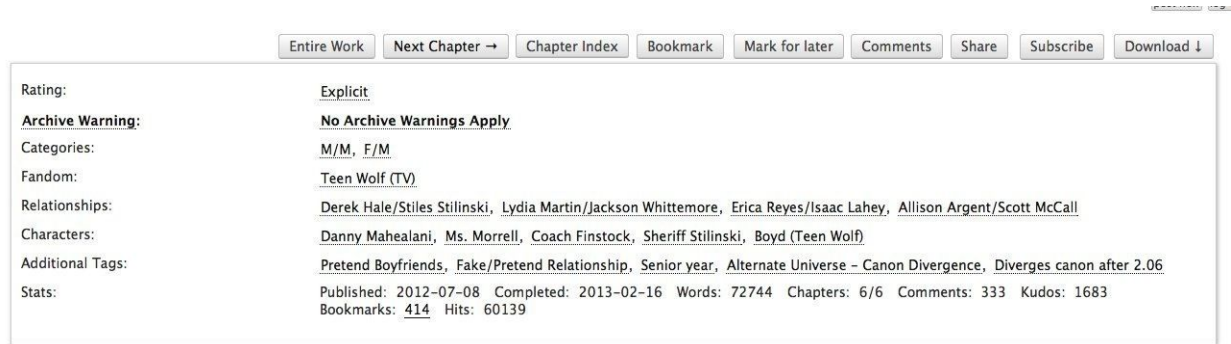 Entire Work Next Chapter → Chapter Index Bookmark Mark for later Comments Share Subscribe Download ↓
Rating: Explicit
Archive Warning: No Archive Warnings Apply
Categories: M/M, F/M
Fandom: Teen Wolf (TV)
Relationships: Derek Hale/Stiles Stilinski, Lydia Martin/Jackson Whittemore, Erica Reyes/Isaac Lahey, Allison Argent/Scott McCall
Characters: Danny Mahealani, Ms. Morrell, Coach Finstock, Sheriff Stilinski, Boyd (Teen Wolf)
Additional Tags: Pretend Boyfriends, Fake/Pretend Relationship, Senior year, Alternate Universe - Canon Divergence, Diverges canon after 2.06
Stats: Published: 2012-07-08 Completed: 2013-02-16 Words: 72744 Chapters: 6/6 Comments: 333 Kudos: 1683
Bookmarks: 414 Hits: 60139